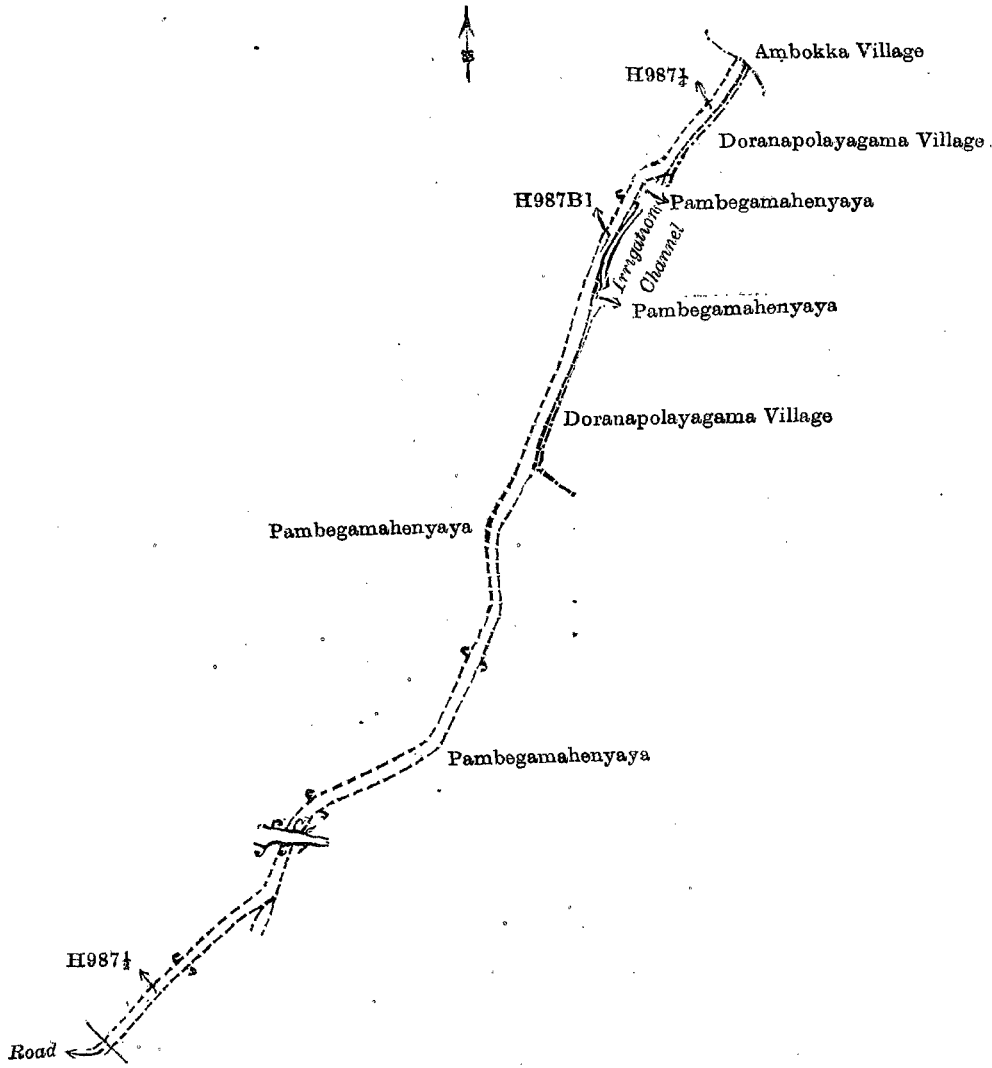 Ambokka Village
H987¼
Doranapolayagama Village
H987B1
Pambegamahenyaya
Irrigation
Channel
Pambegamahenyaya
Doranapolayagama Village
Pambegamahenyaya
Pambegamahenyaya
H987½
Road